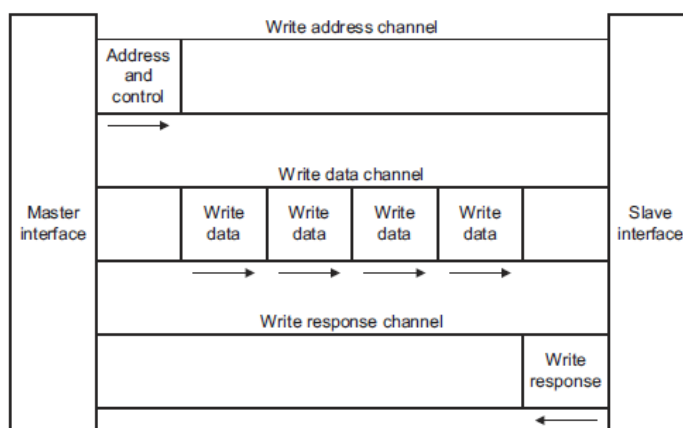 Write address channel
Address
and
control
Write data channel
Master
interface
Write
data
Write
data
Write
data
Write
data
Slave
interface
Write response channel
Write
response